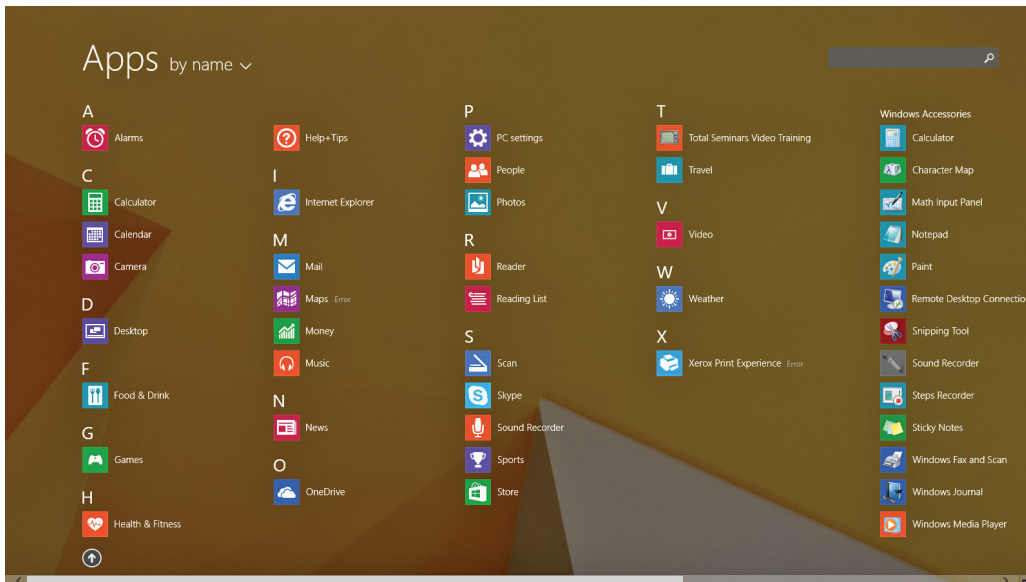 Apps by name
A
Alarms
C
Calculator
Calendar
Camera
D
Desktop
F
Food & Drink
G
Games
H
Health & Fitness
Help+Tips
I
Internet Explorer
M
Mail
Maps Error
Money
Music
N
News
O
OneDrive
P
PC settings
People
Photos
R
Reader
Reading List
S
Scan
Skype
Sound Recorder
Sports
Store
T
Total Seminars Video Training
Travel
V
Video
W
Weather
X
Xerox Print Experience Error
Windows Accessories
Calculator
Character Map
Math Input Panel
Notepad
Paint
Remote Desktop Connectio
Snipping Tool
Sound Recorder
Steps Recorder
Sticky Notes
Windows Fax and Scan
Windows Journal
Windows Media Player